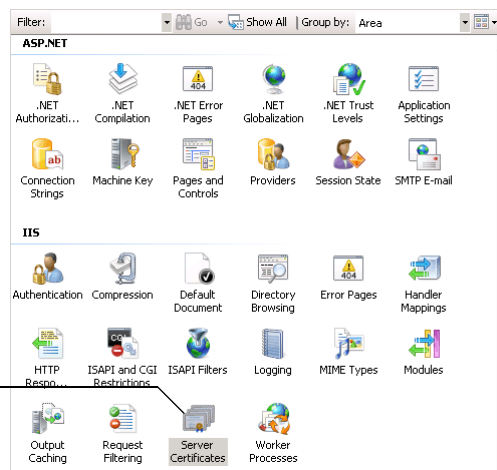 Filter: Go Show All Group by: Area
ASP.NET
.NET Authorizati... .NET Compilation .NET Error Pages .NET Globalization .NET Trust Levels Application Settings
Connection Strings Machine Key Pages and Controls Providers Session State SMTP E-mail
IIS
Authentication Compression Default Document Directory Browsing Error Pages Handler Mappings
HTTP Respo... ISAPI and CGI Restrictions ISAPI Filters Logging MIME Types Modules
Output Caching Request Filtering Server Certificates Worker Processes